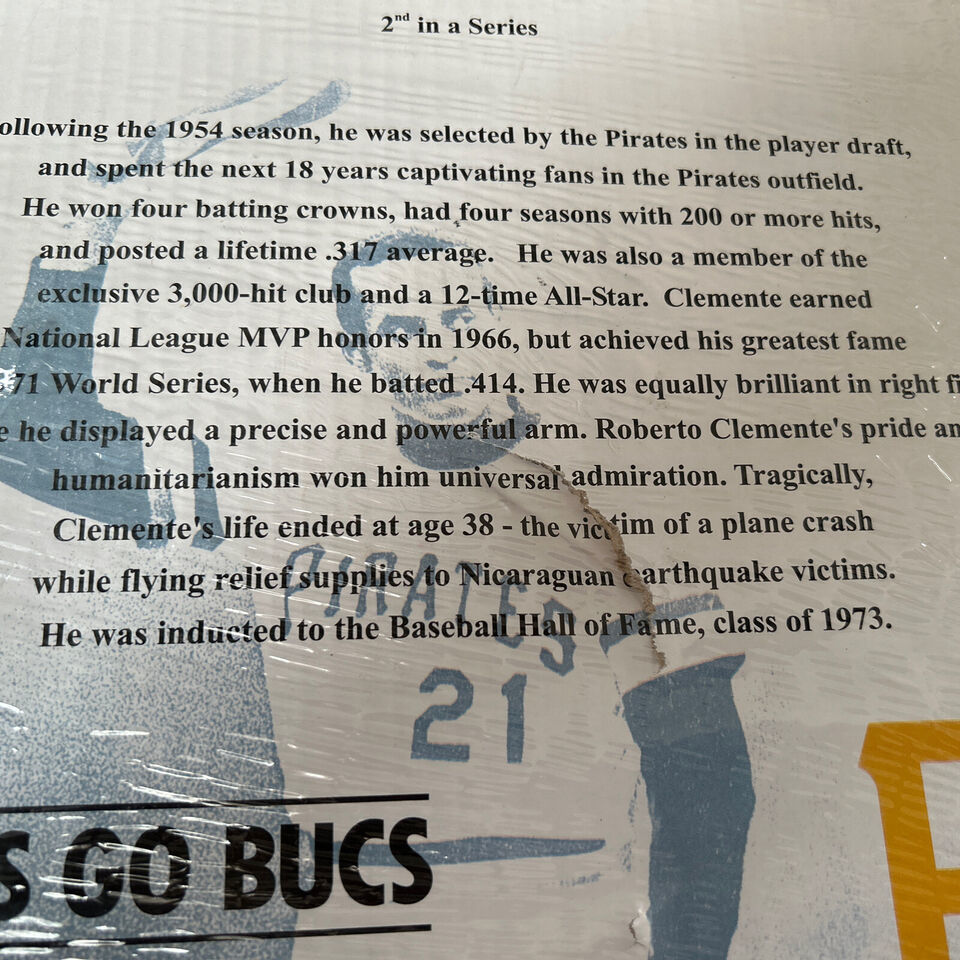 2nd in a Series
ollowing the 1954 season, he was selected by the Pirates in the player draft,
and spent the next 18 years captivating fans in the Pirates outfield.
He won four batting crowns, had four seasons with 200 or more hits,
and posted a lifetime .317 average. He was also a member of the
exclusive 3,000-hit club and a 12-time All-Star. Clemente earned
National League MVP honors in 1966, but achieved his greatest fame
71 World Series, when he batted .414. He was equally brilliant in right fi
e he displayed a precise and powerful arm. Roberto Clemente's pride an
humanitarianism won him universal admiration. Tragically,
Clemente's life ended at age 38 - the victim of a plane crash
while flying relief supplies to Nicaraguan earthquake victims.
He was inducted to the Baseball Hall of Fame, class of 1973.
PIRATES
21
S GO BUCS